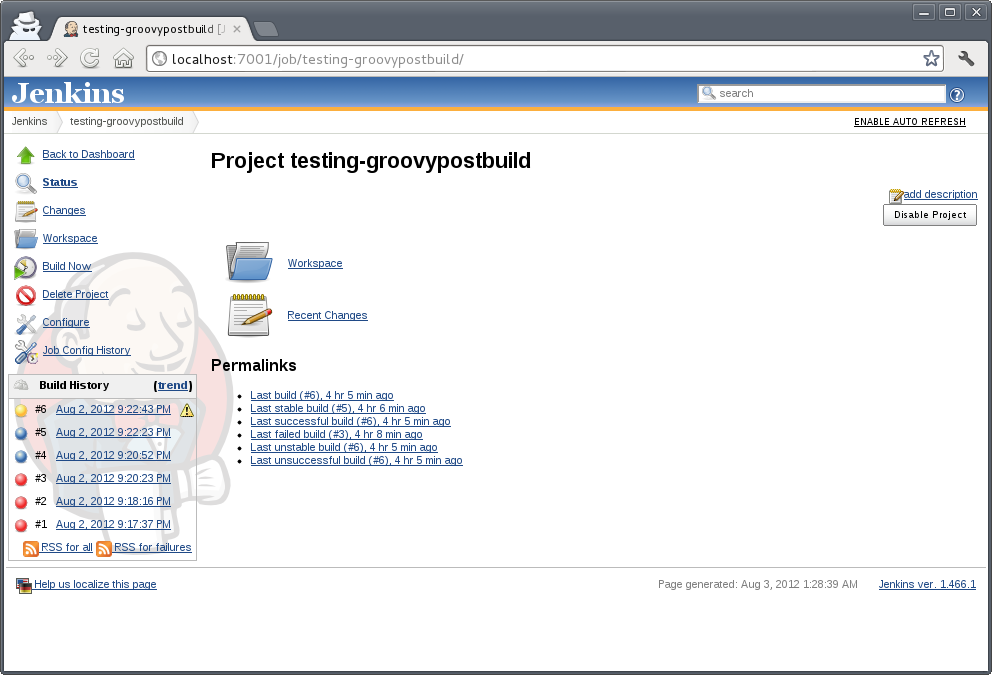 testing-groovypostbuild [J
localhost:7001/job/testing-groovypostbuild/
Jenkins
search
Jenkins
testing-groovypostbuild
ENABLE AUTO REFRESH
Back to Dashboard
Status
Changes
Workspace
Build Now
Delete Project
Configure
Job Config History
Build History (trend)
#6 Aug 2, 2012 9:22:43 PM
#5 Aug 2, 2012 9:22:23 PM
#4 Aug 2, 2012 9:20:52 PM
#3 Aug 2, 2012 9:20:23 PM
#2 Aug 2, 2012 9:18:16 PM
#1 Aug 2, 2012 9:17:37 PM
RSS for all RSS for failures
Project testing-groovypostbuild
add description
Disable Project
Workspace
Recent Changes
Permalinks
Last build (#6), 4 hr 5 min ago
Last stable build (#5), 4 hr 6 min ago
Last successful build (#6), 4 hr 5 min ago
Last failed build (#3), 4 hr 8 min ago
Last unstable build (#6), 4 hr 5 min ago
Last unsuccessful build (#6), 4 hr 5 min ago
Help us localize this page
Page generated: Aug 3, 2012 1:28:39 AM
Jenkins ver. 1.466.1